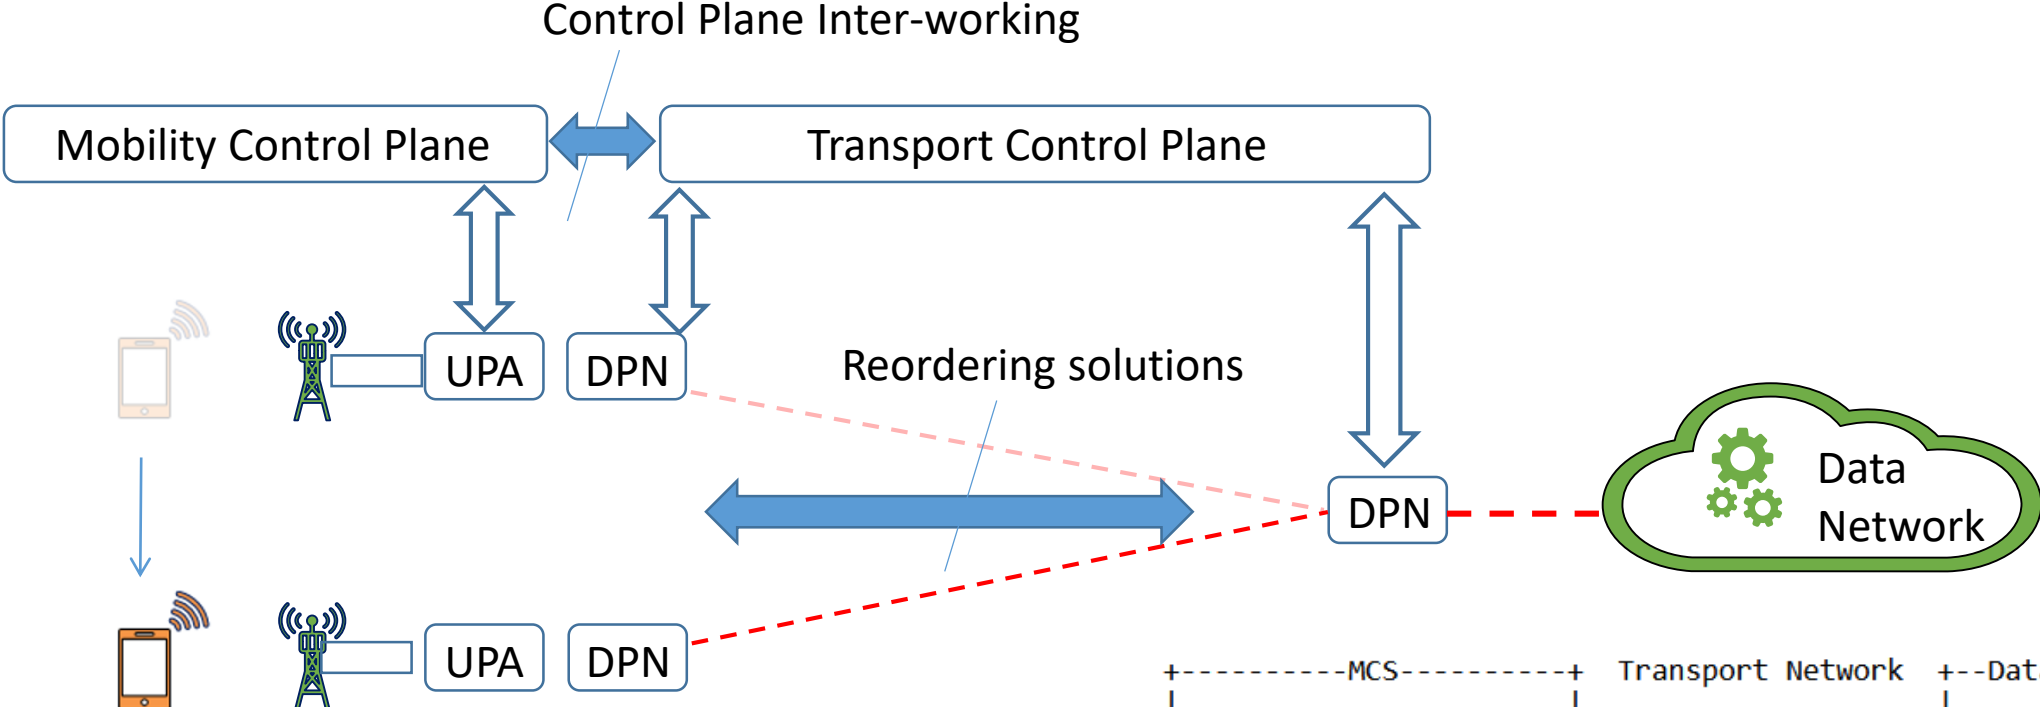 Control Plane Inter-working
Mobility Control Plane
Transport Control Plane
UPA
DPN
Reordering solutions
DPN
Data
Network
UPA
DPN
+----------MCS----------+  Transport Network  +--Data